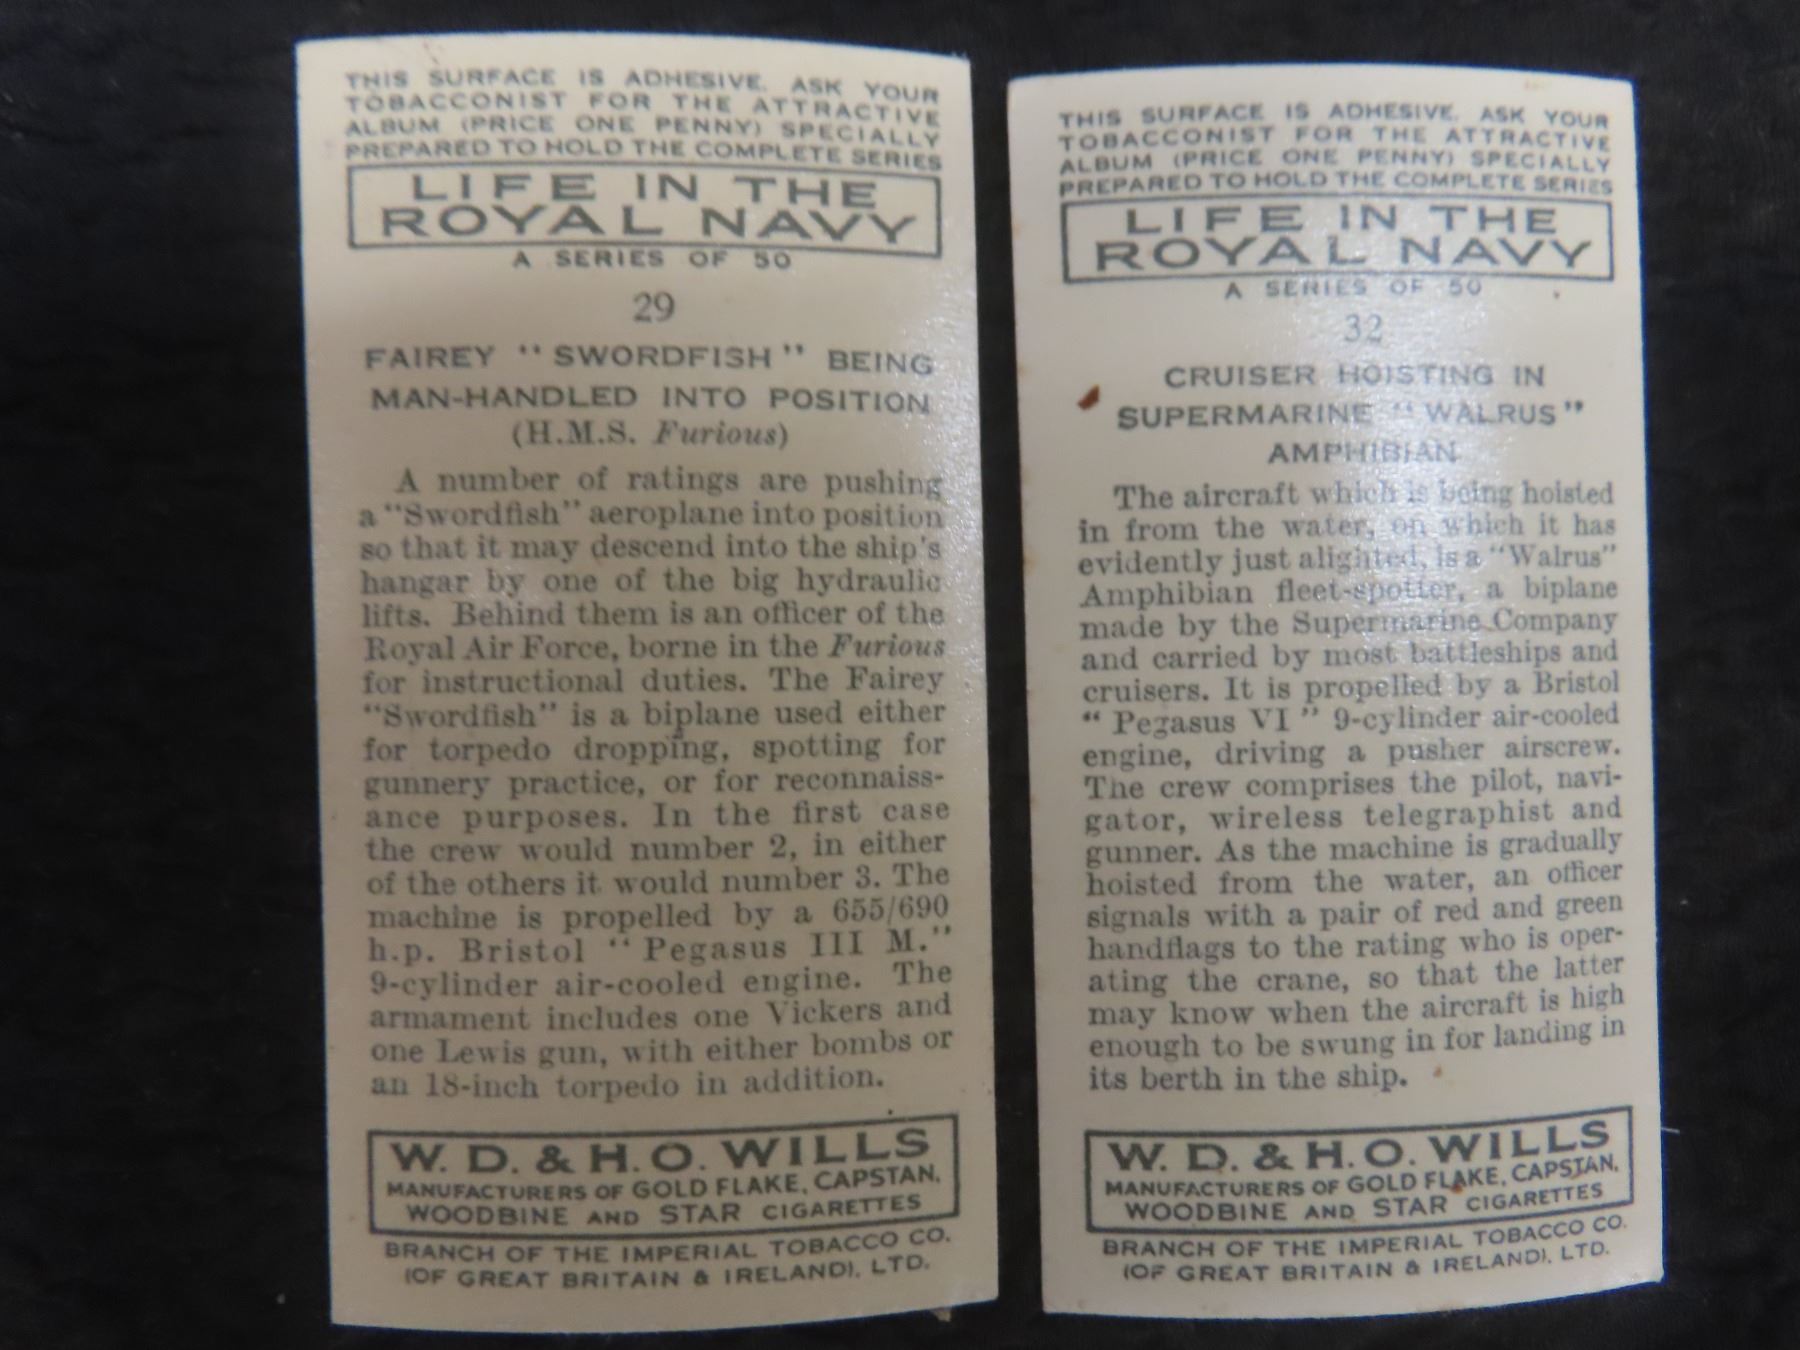 THIS SURFACE IS ADHESIVE. ASK YOUR
TOBACCONIST FOR THE ATTRACTIVE
ALBUM (PRICE ONE PENNY) SPECIALLY
PREPARED TO HOLD THE COMPLETE SERIES
LIFE IN THE
ROYAL NAVY
A SERIES OF 50
29
FAIREY "SWORDFISH" BEING
MAN-HANDLED INTO POSITION
(H.M.S. Furious)
A number of ratings are pushing
a "Swordfish" aeroplane into position
so that it may descend into the ship's
hangar by one of the big hydraulic
lifts. Behind them is an officer of the
Royal Air Force, borne in the Furious
for instructional duties. The Fairey
"Swordfish" is a biplane used either
for torpedo dropping, spotting for
gunnery practice, or for reconnaiss-
ance purposes. In the first case
the crew would number 2, in either
of the others it would number 3. The
machine is propelled by a 655/690
h.p. Bristol "Pegasus III M."
9-cylinder air-cooled engine. The
armament includes one Vickers and
one Lewis gun, with either bombs or
an 18-inch torpedo in addition.
W. D. & H. O. WILLS
MANUFACTURERS OF GOLD FLAKE, CAPSTAN,
WOODBINE AND STAR CIGARETTES
BRANCH OF THE IMPERIAL TOBACCO CO.
(OF GREAT BRITAIN & IRELAND), LTD.
THIS SURFACE IS ADHESIVE. ASK YOUR
TOBACCONIST FOR THE ATTRACTIVE
ALBUM (PRICE ONE PENNY) SPECIALLY
PREPARED TO HOLD THE COMPLETE SERIES
LIFE IN THE
ROYAL NAVY
A SERIES OF 50
32
CRUISER HOISTING IN
SUPERMARINE "WALRUS"
AMPHIBIAN
The aircraft which is being hoisted
in from the water, on which it has
evidently just alighted, is a "Walrus"
Amphibian fleet-spotter, a biplane
made by the Supermarine Company
and carried by most battleships and
cruisers. It is propelled by a Bristol
"Pegasus VI" 9-cylinder air-cooled
engine, driving a pusher airscrew.
The crew comprises the pilot, navi-
gator, wireless telegraphist and
gunner. As the machine is gradually
hoisted from the water, an officer
signals with a pair of red and green
handflags to the rating who is oper-
ating the crane, so that the latter
may know when the aircraft is high
enough to be swung in for landing in
its berth in the ship.
W. D. & H. O. WILLS
MANUFACTURERS OF GOLD FLAKE, CAPSTAN,
WOODBINE AND STAR CIGARETTES
BRANCH OF THE IMPERIAL TOBACCO CO.
(OF GREAT BRITAIN & IRELAND), LTD.